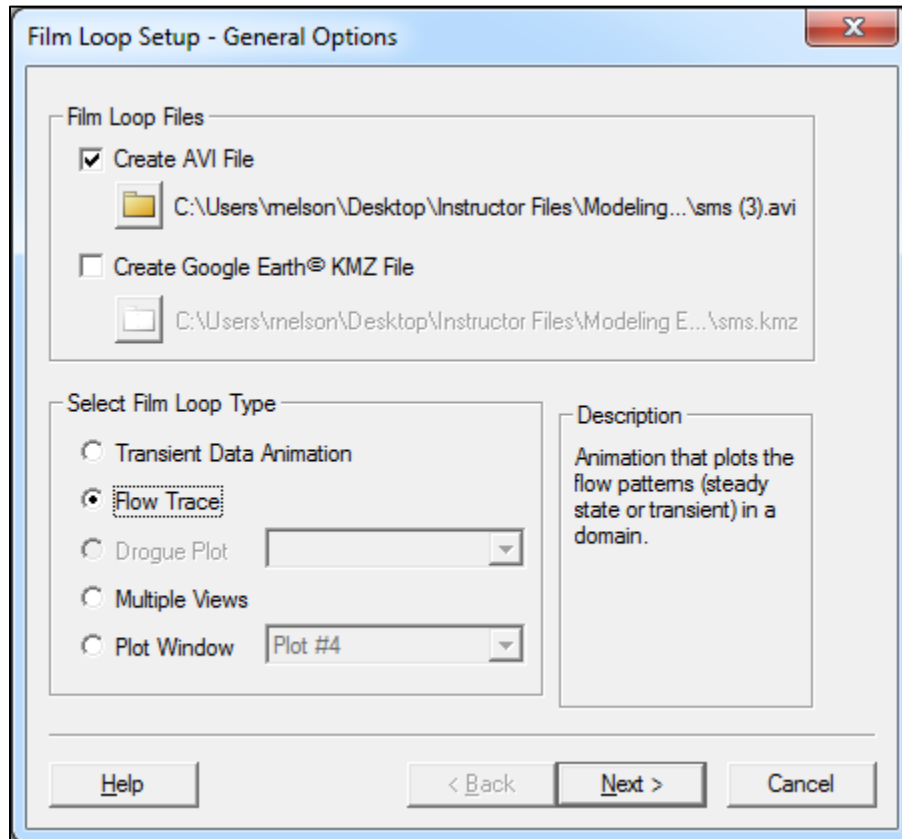 Film Loop Setup - General Options
X
Film Loop Files
Create AVI File
C:\Users\rnelson\Desktop\Instructor Files\Modeling...\sms (3).avi
Create Google Earth© KMZ File
C:\Users\rnelson\Desktop\Instructor Files\Modeling E...\sms.kmz
Select Film Loop Type
Transient Data Animation
Flow Trace
Drogue Plot
Multiple Views
Plot Window
Plot #4
Description
Animation that plots the
flow patterns (steady
state or transient) in a
domain.
Help
< Back
Next >
Cancel